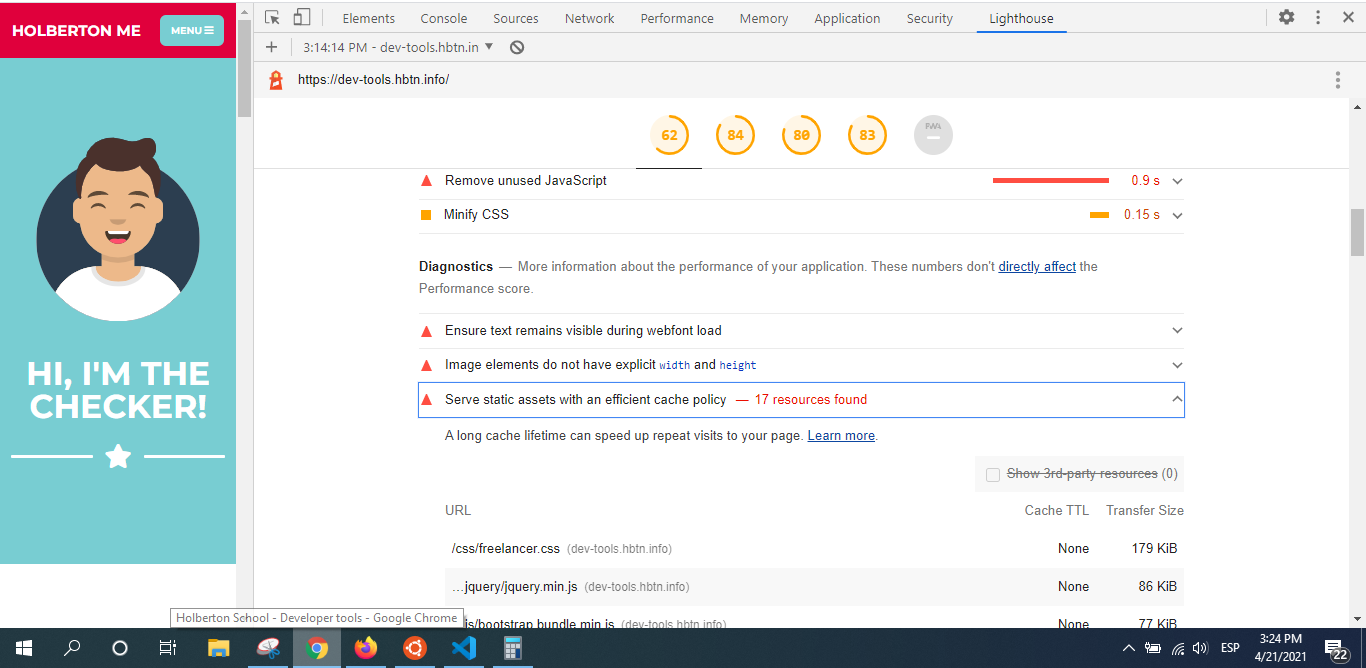 HOLBERTON ME
MENU
HI, I'M THE
CHECKER!
Elements Console Sources Network Performance Memory Application Security Lighthouse
3:14:14 PM - dev-tools.hbtn.in
https://dev-tools.hbtn.info/
62 84 80 83 PWA
Remove unused JavaScript 0.9 s
Minify CSS 0.15 s
Diagnostics — More information about the performance of your application. These numbers don't directly affect the
Performance score.
Ensure text remains visible during webfont load
Image elements do not have explicit width and height
Serve static assets with an efficient cache policy — 17 resources found
A long cache lifetime can speed up repeat visits to your page. Learn more.
Show 3rd-party resources (0)
URL Cache TTL Transfer Size
/css/freelancer.css (dev-tools.hbtn.info) None 179 KiB
…jquery/jquery.min.js (dev-tools.hbtn.info) None 86 KiB
js/bootstrap.bundle.min.js (dev-tools.hbtn.info) None 77 KiB
Holberton School - Developer tools - Google Chrome
ESP
3:24 PM
4/21/2021
22